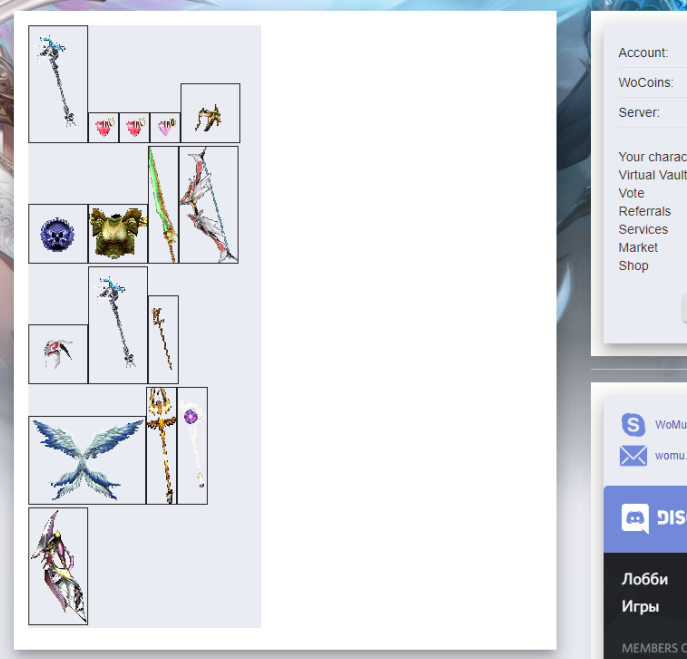 Account:
WoCoins:
Server:
Your charac
Virtual Vault
Vote
Referrals
Services
Market
Shop
WoMu
womu.
DIS
Лобби
Игры
MEMBERS O